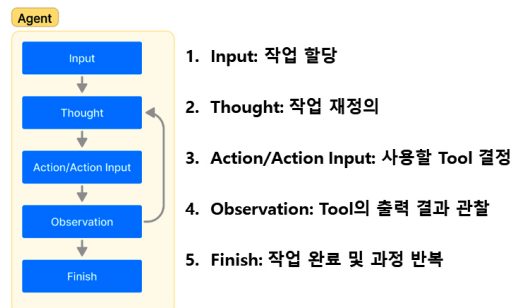 Agent
Input
Thought
Action/Action Input
Observation
Finish
1. Input: 작업 할당
2. Thought: 작업 재정의
3. Action/Action Input: 사용할 Tool 결정
4. Observation: Tool의 출력 결과 관찰
5. Finish: 작업 완료 및 과정 반복